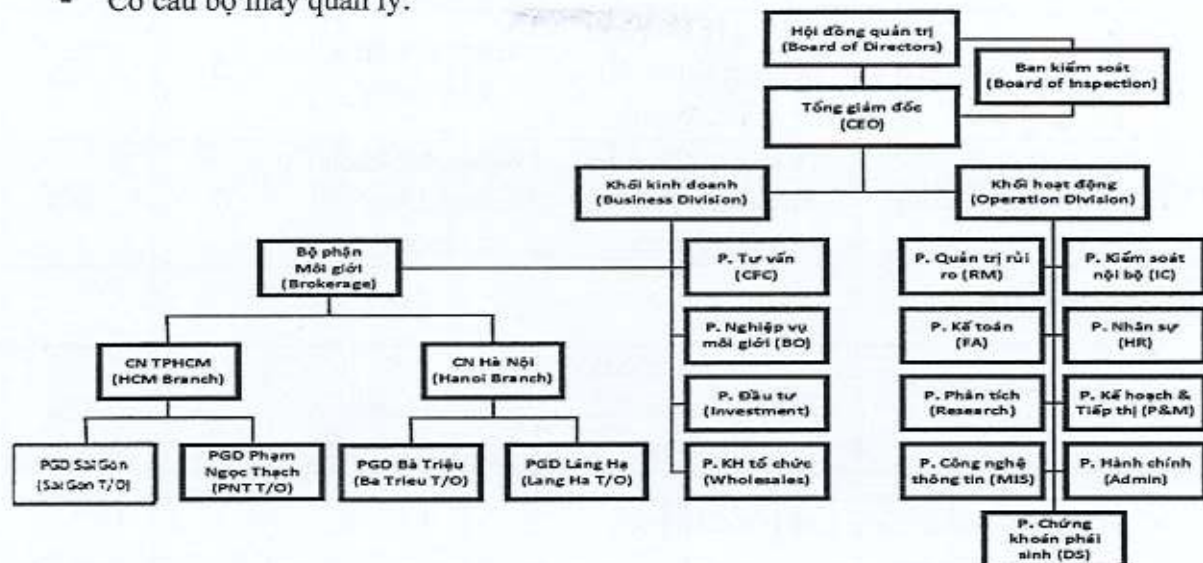 - Cơ cấu bộ máy quản lý:
Hội đồng quản trị
(Board of Directors)
Ban kiểm soát
(Board of Inspection)
Tổng giám đốc
(CEO)
Khối kinh doanh
(Business Division)
Khối hoạt động
(Operation Division)
Bộ phận
Môi giới
(Brokerage)
P. Tư vấn
(CFC)
P. Quản trị rủi
ro (RM)
P. Kiểm soát
nội bộ (IC)
P. Nghiệp vụ
môi giới (BO)
P. Kế toán
(FA)
P. Nhân sự
(HR)
CN TPHCM
(HCM Branch)
CN Hà Nội
(Hanoi Branch)
P. Đầu tư
(Investment)
P. Phân tích
(Research)
P. Kế hoạch &
Tiếp thị (P&M)
PGD Sài Gòn
(Sai Gon T/O)
PGD Phạm
Ngọc Thạch
(PNT T/O)
PGD Bà Triệu
(Ba Trieu T/O)
PGD Láng Hạ
(Lang Ha T/O)
P. KH tổ chức
(Wholesales)
P. Công nghệ
thông tin (MIS)
P. Hành chính
(Admin)
P. Chứng
khoán phái
sinh (DS)